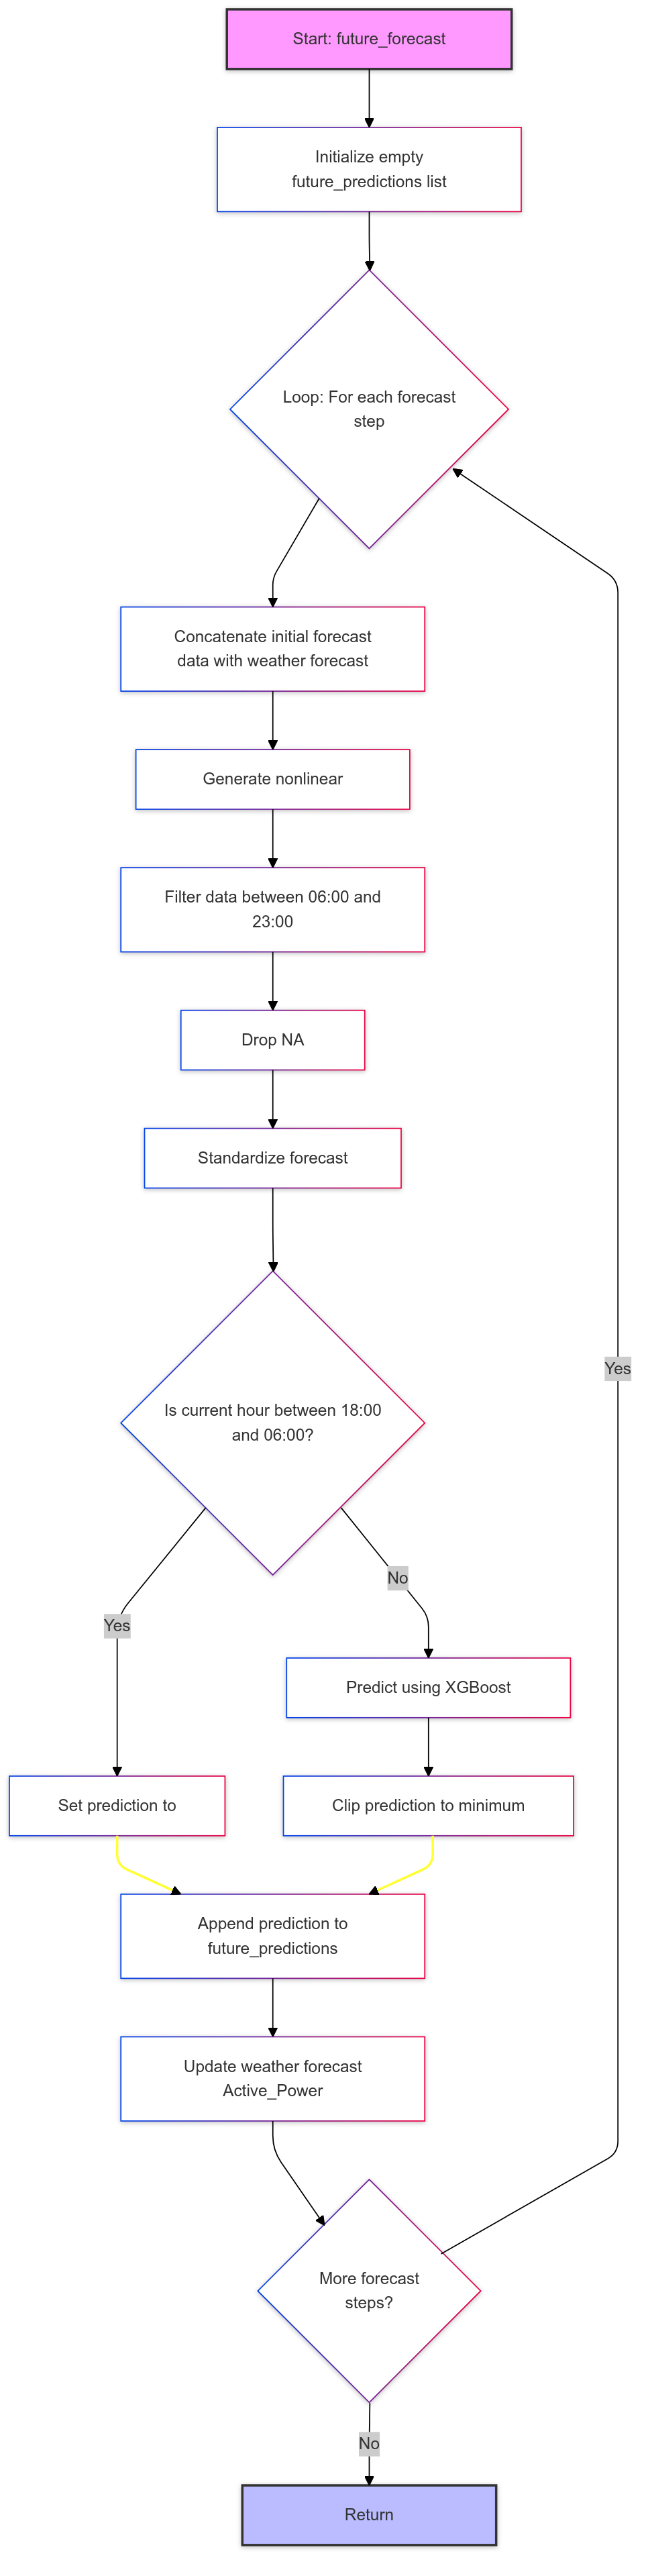 Start: future_forecast
Initialize empty
future_predictions list
Loop: For each forecast
step
Concatenate initial forecast
data with weather forecast
Generate nonlinear
Filter data between 06:00 and
23:00
Drop NA
Standardize forecast
Yes
Is current hour between 18:00
and 06:00?
No
Yes
Predict using XGBoost
Set prediction to
Clip prediction to minimum
Append prediction to
future_predictions
Update weather forecast
Active_Power
More forecast
steps?
No
Return